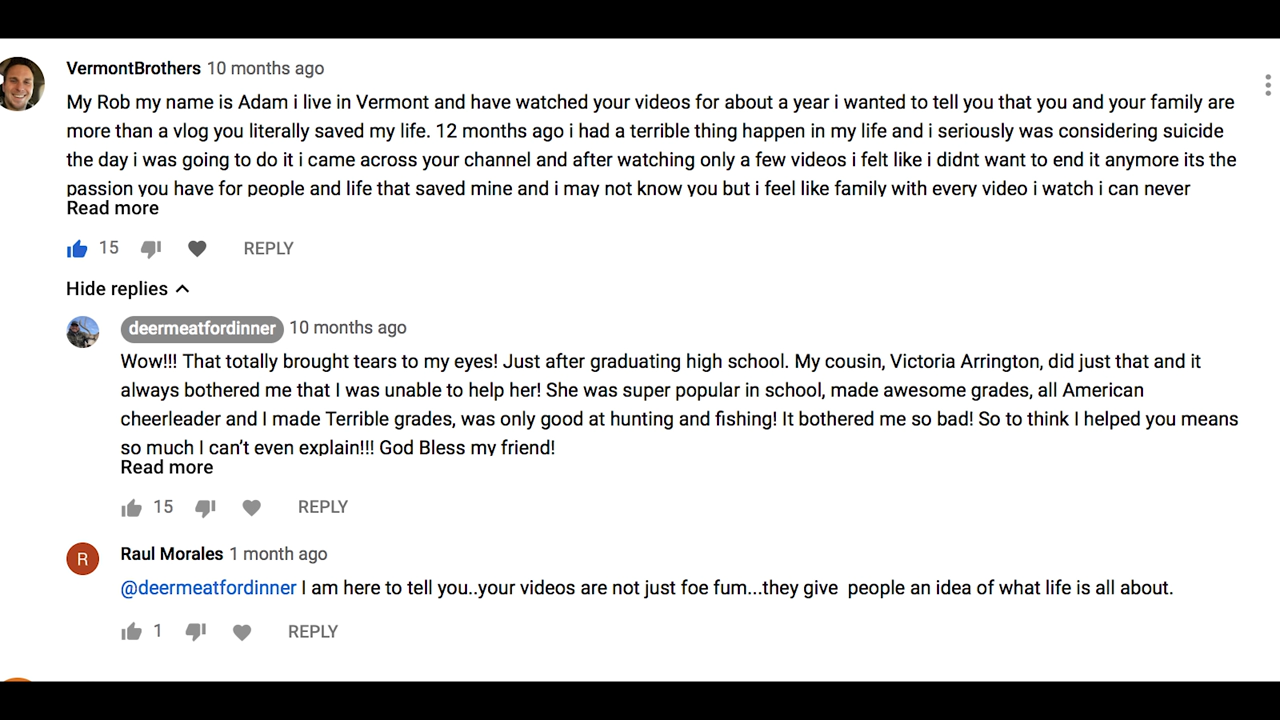 VermontBrothers 10 months ago
My Rob my name is Adam i live in Vermont and have watched your videos for about a year i wanted to tell you that you and your family are
more than a vlog you literally saved my life. 12 months ago i had a terrible thing happen in my life and i seriously was considering suicide
the day i was going to do it i came across your channel and after watching only a few videos i felt like i didnt want to end it anymore its the
passion you have for people and life that saved mine and i may not know you but i feel like family with every video i watch i can never
Read more
15 REPLY
Hide replies
deermeatfordinner 10 months ago
Wow!!! That totally brought tears to my eyes! Just after graduating high school. My cousin, Victoria Arrington, did just that and it
always bothered me that I was unable to help her! She was super popular in school, made awesome grades, all American
cheerleader and I made Terrible grades, was only good at hunting and fishing! It bothered me so bad! So to think I helped you means
so much I can’t even explain!!! God Bless my friend!
Read more
15 REPLY
R Raul Morales 1 month ago
@deermeatfordinner I am here to tell you..your videos are not just foe fum...they give  people an idea of what life is all about.
1 REPLY